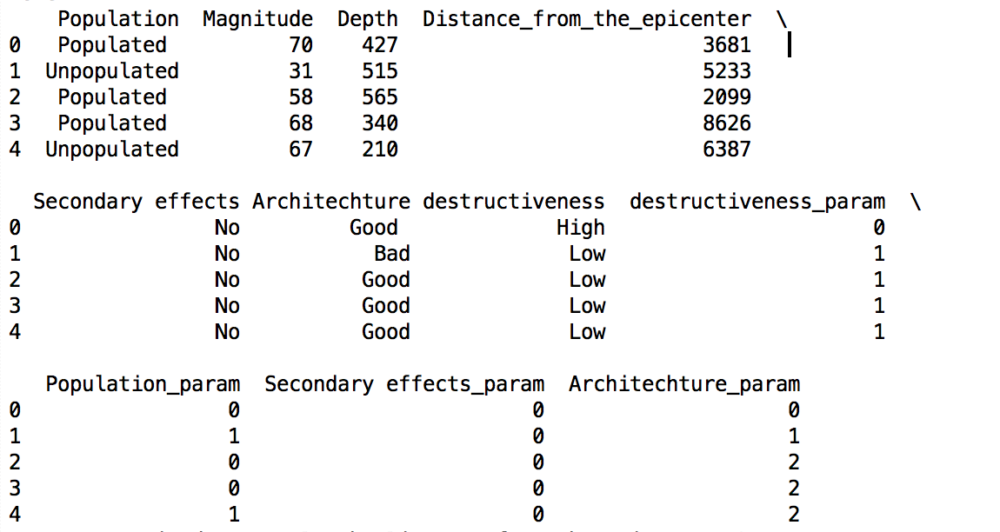 Population Magnitude Depth Distance_from_the_epicenter \
0 Populated 70 427 3681
1 Unpopulated 31 515 5233
2 Populated 58 565 2099
3 Populated 68 340 8626
4 Unpopulated 67 210 6387
Secondary effects Architechture destructiveness destructiveness_param \
0 No Good High 0
1 No Bad Low 1
2 No Good Low 1
3 No Good Low 1
4 No Good Low 1
Population_param Secondary effects_param Architechture_param
0 0 0 0
1 1 0 1
2 0 0 2
3 0 0 2
4 1 0 2